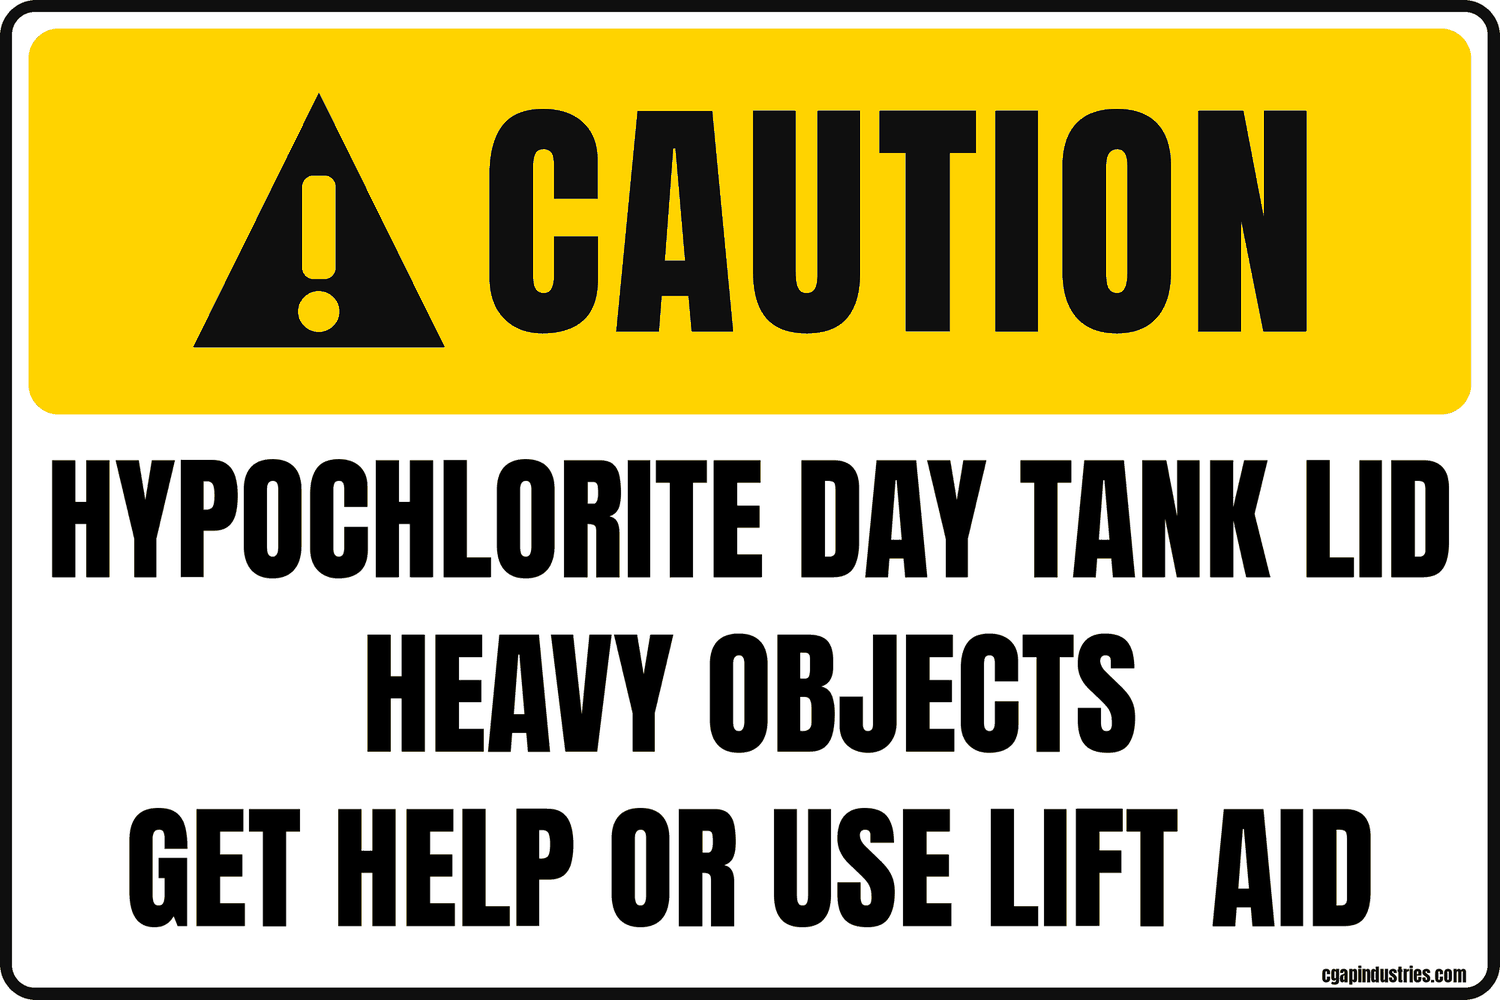 CAUTION
HYPOCHLORITE DAY TANK LID
HEAVY OBJECTS
GET HELP OR USE LIFT AID
cgapindustries.com